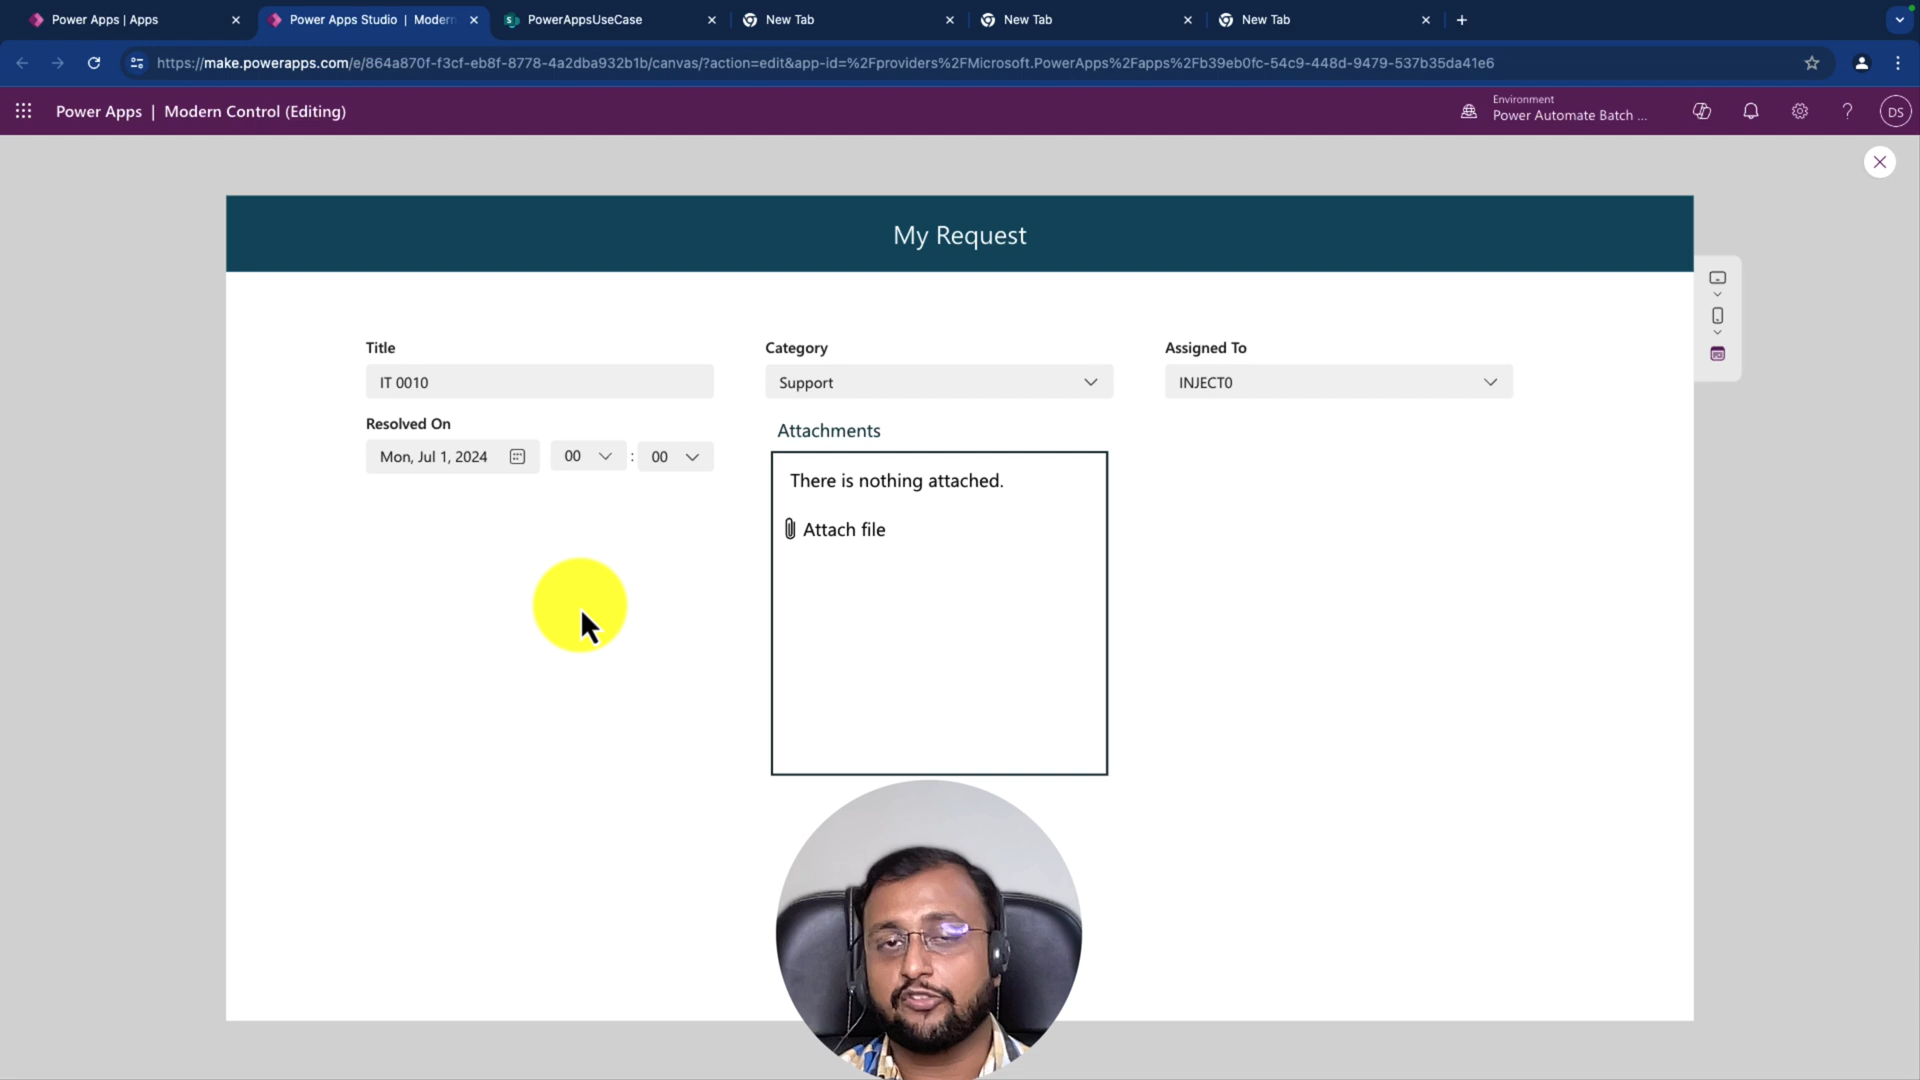 Power Apps | Apps
Power Apps Studio | Modern
PowerAppsUseCase
New Tab
New Tab
New Tab
https://make.powerapps.com/e/864a870f-f3cf-eb8f-8778-4a2dba932b1b/canvas/?action=edit&app-id=%2Fproviders%2FMicrosoft.PowerApps%2Fapps%2Fb39eb0fc-54c9-448d-9479-537b35da41e6
Power Apps | Modern Control (Editing)
Environment
Power Automate Batch ...
DS
My Request
Title
Category
Assigned To
IT 0010
Support
INJECT0
Resolved On
Attachments
Mon, Jul 1, 2024
00 : 00
There is nothing attached.
Attach file